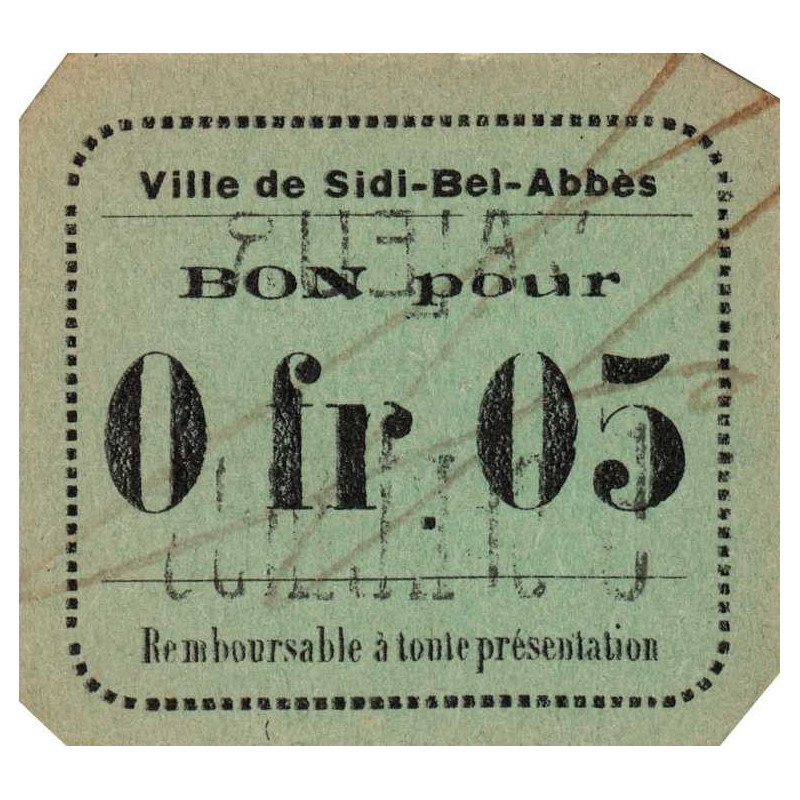 Ville de Sidi-Bel-Abbès
BON pour
0 fr. 05
Remboursable à toute présentation